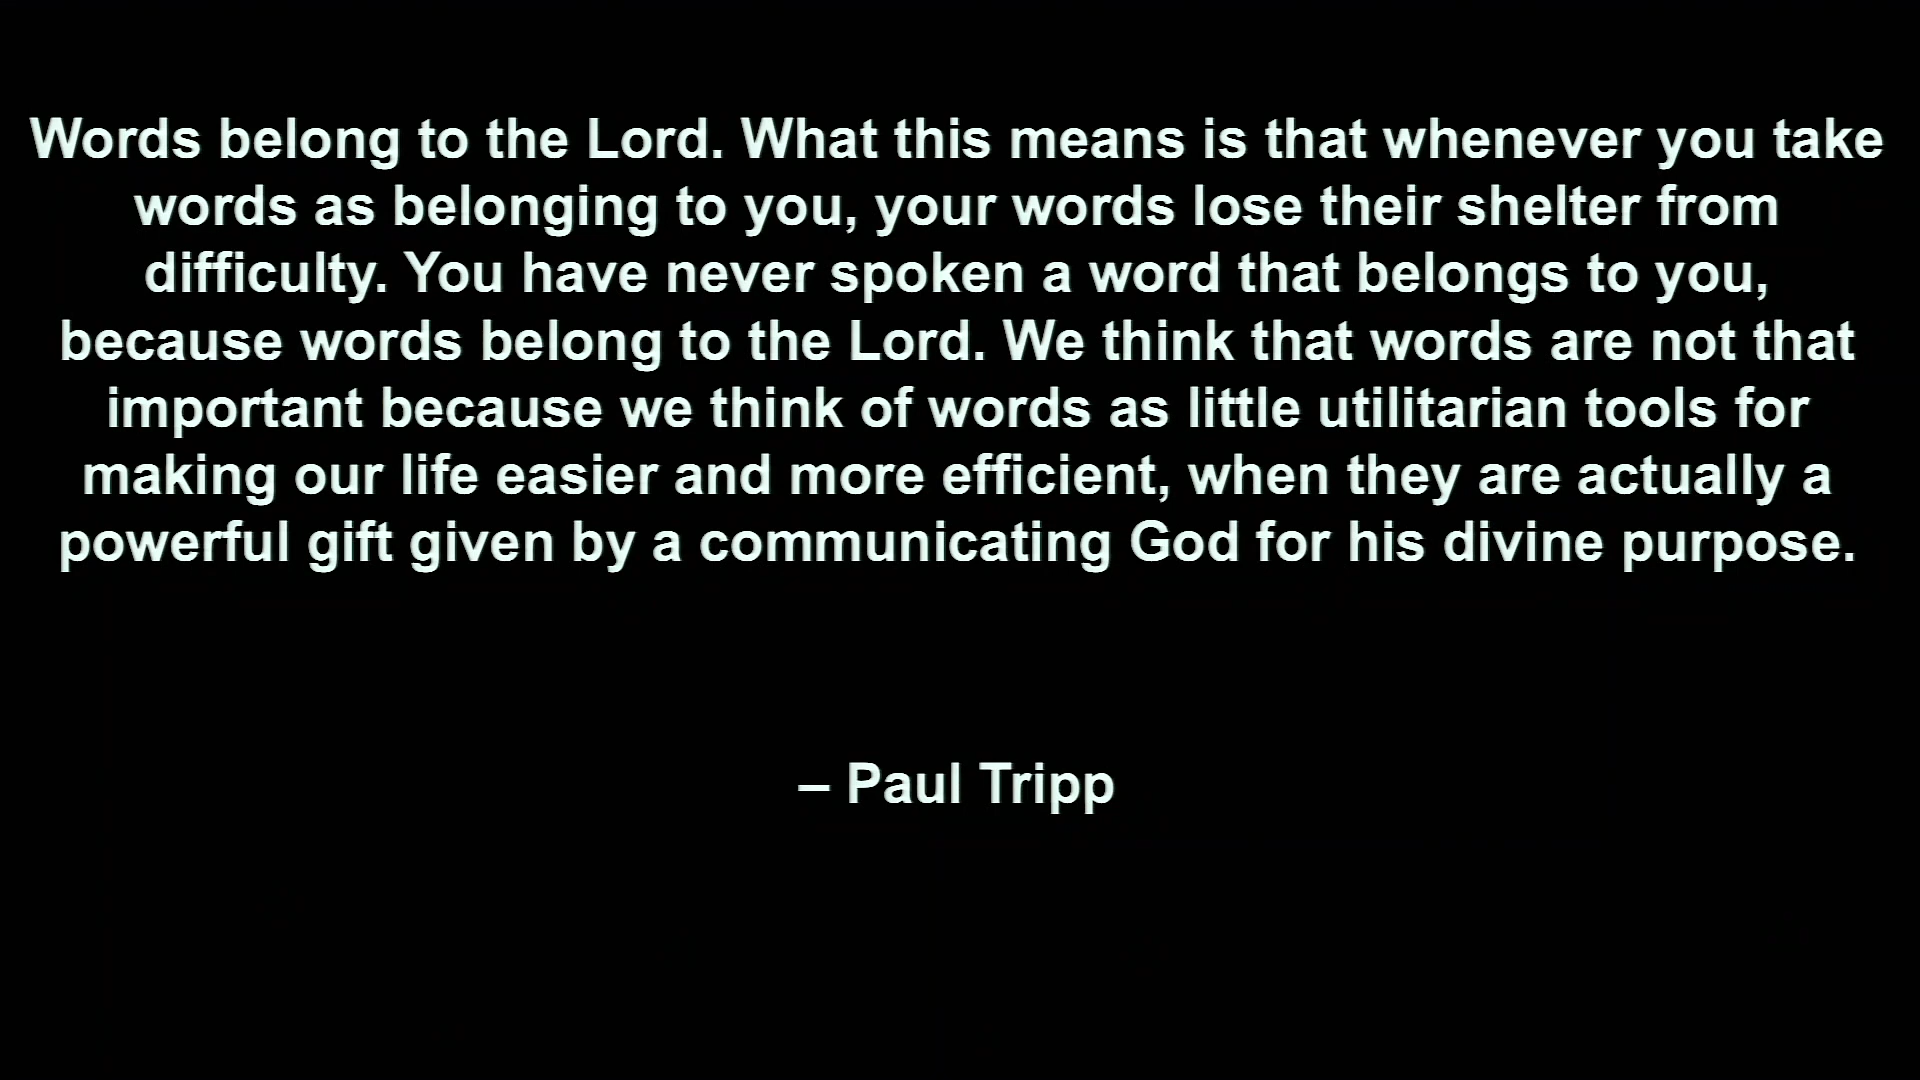 Words belong to the Lord. What this means is that whenever you take
words as belonging to you, your words lose their shelter from
difficulty. You have never spoken a word that belongs to you,
because words belong to the Lord. We think that words are not that
important because we think of words as little utilitarian tools for
making our life easier and more efficient, when they are actually a
powerful gift given by a communicating God for his divine purpose.
– Paul Tripp